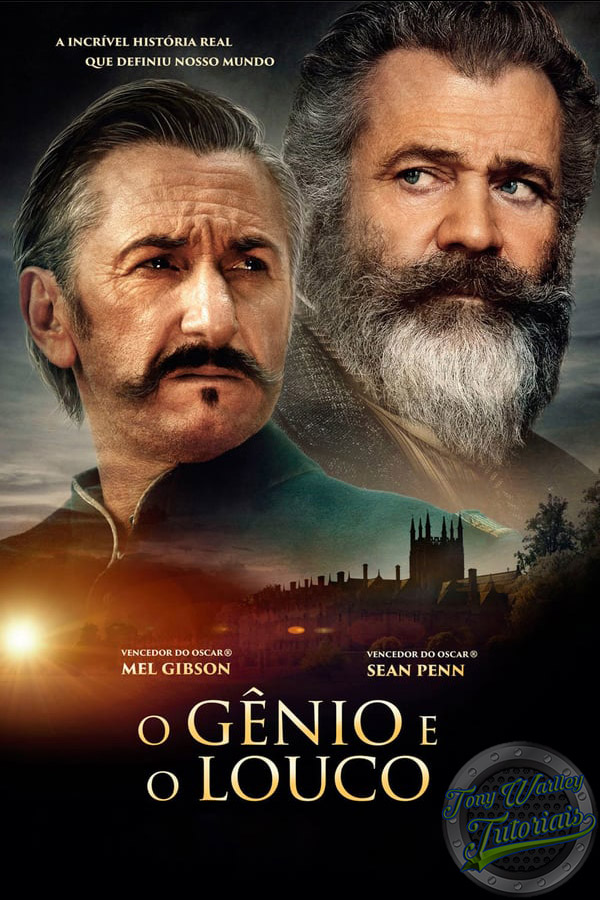 A INCRÍVEL HISTÓRIA REAL
QUE DEFINIU NOSSO MUNDO
VENCEDOR DO OSCAR®
MEL GIBSON
VENCEDOR DO OSCAR®
SEAN PENN
O GÊNIO E
O LOUCO
Tony Warlley
Tutoriais